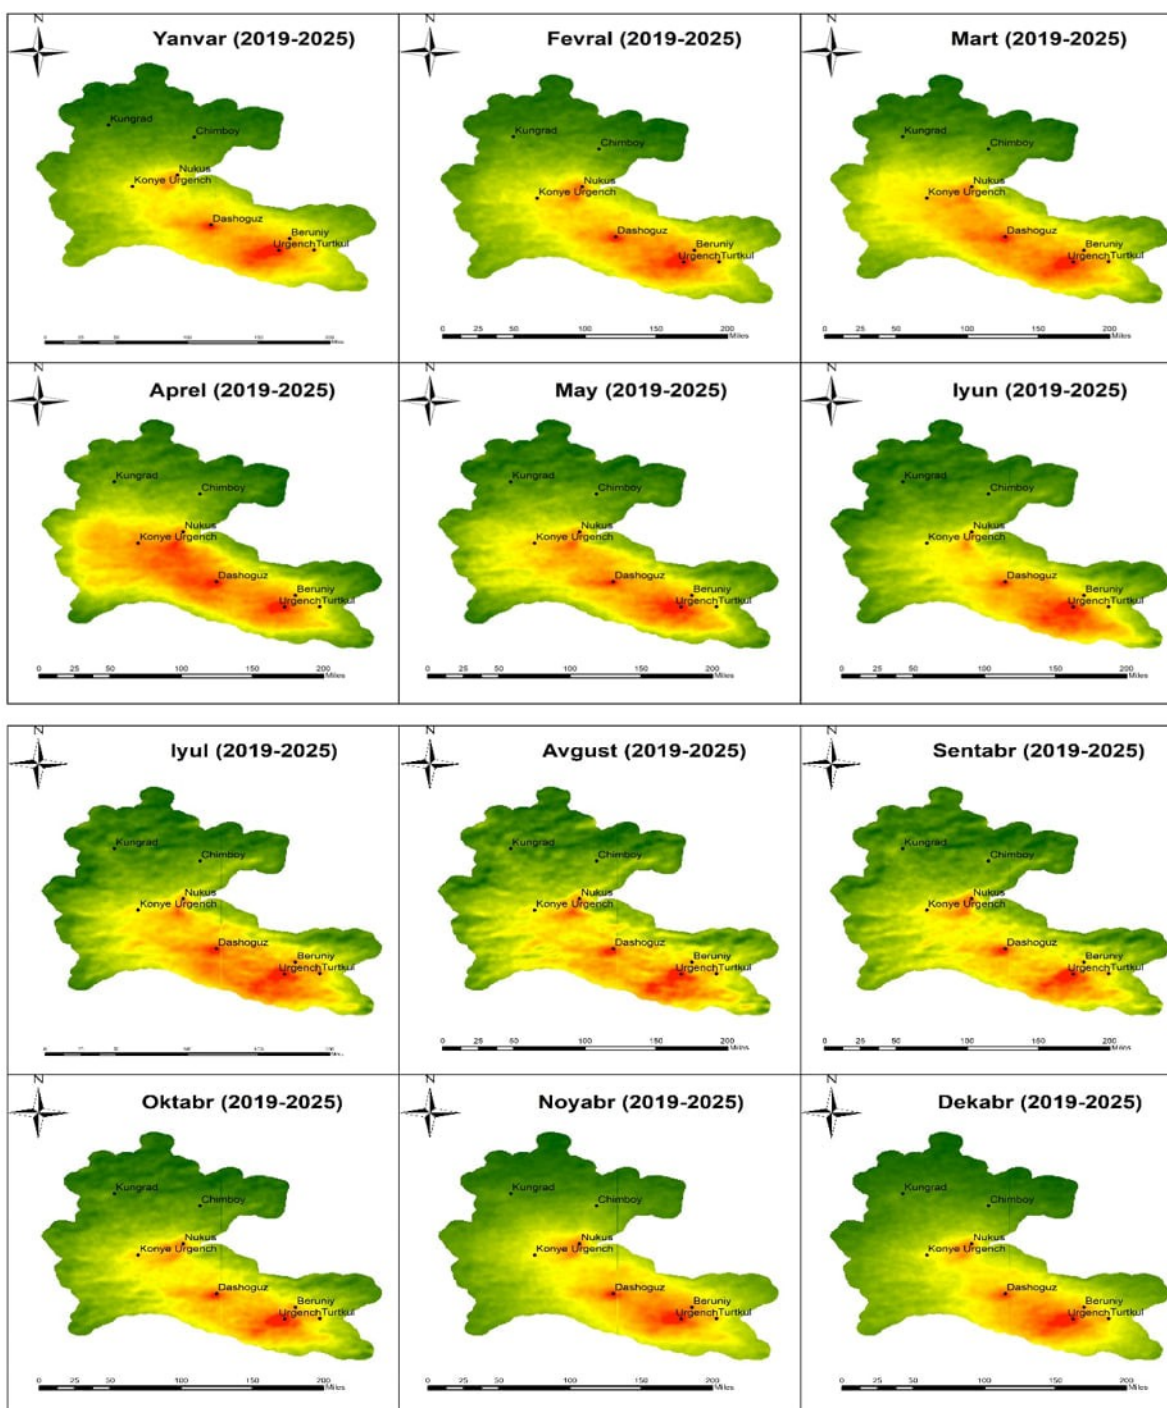 N
Yanvar (2019-2025)
Kungrad
Chimboy
Nukus
Konye Urgench
Dashoguz
Beruniy
Urgench Turtkul
N
Fevral (2019-2025)
Kungrad
Chimboy
Nukus
Konye Urgench
Dashoguz
Beruniy
Urgench Turtkul
0 25 50 100 150 200
Miles
N
Mart (2019-2025)
Kungrad
Chimboy
Nukus
Konye Urgench
Dashoguz
Beruniy
Urgench Turtkul
0 25 50 100 150 200
Miles
N
Aprel (2019-2025)
Kungrad
Chimboy
Nukus
Konye Urgench
Dashoguz
Beruniy
Urgench Turtkul
0 25 50 100 150 200
Miles
N
May (2019-2025)
Kungrad
Chimboy
Nukus
Konye Urgench
Dashoguz
Beruniy
Urgench Turtkul
0 25 50 100 150 200
Miles
N
Iyun (2019-2025)
Kungrad
Chimboy
Nukus
Konye Urgench
Dashoguz
Beruniy
Urgench Turtkul
0 25 50 100 150 200
Miles
N
Iyul (2019-2025)
Kungrad
Chimboy
Nukus
Konye Urgench
Dashoguz
Beruniy
Urgench Turtkul
N
Avgust (2019-2025)
Kungrad
Chimboy
Nukus
Konye Urgench
Dashoguz
Beruniy
Urgench Turtkul
0 25 50 100 150 200
Miles
N
Sentabr (2019-2025)
Kungrad
Chimboy
Nukus
Konye Urgench
Dashoguz
Beruniy
Urgench Turtkul
0 25 50 100 150 200
Miles
N
Oktabr (2019-2025)
Kungrad
Chimboy
Nukus
Konye Urgench
Dashoguz
Beruniy
Urgench Turtkul
0 25 50 100 150 200
Miles
N
Noyabr (2019-2025)
Kungrad
Chimboy
Nukus
Konye Urgench
Dashoguz
Beruniy
Urgench Turtkul
0 25 50 100 150 200
Miles
N
Dekabr (2019-2025)
Kungrad
Chimboy
Nukus
Konye Urgench
Dashoguz
Beruniy
Urgench Turtkul
0 25 50 100 150 200
Miles